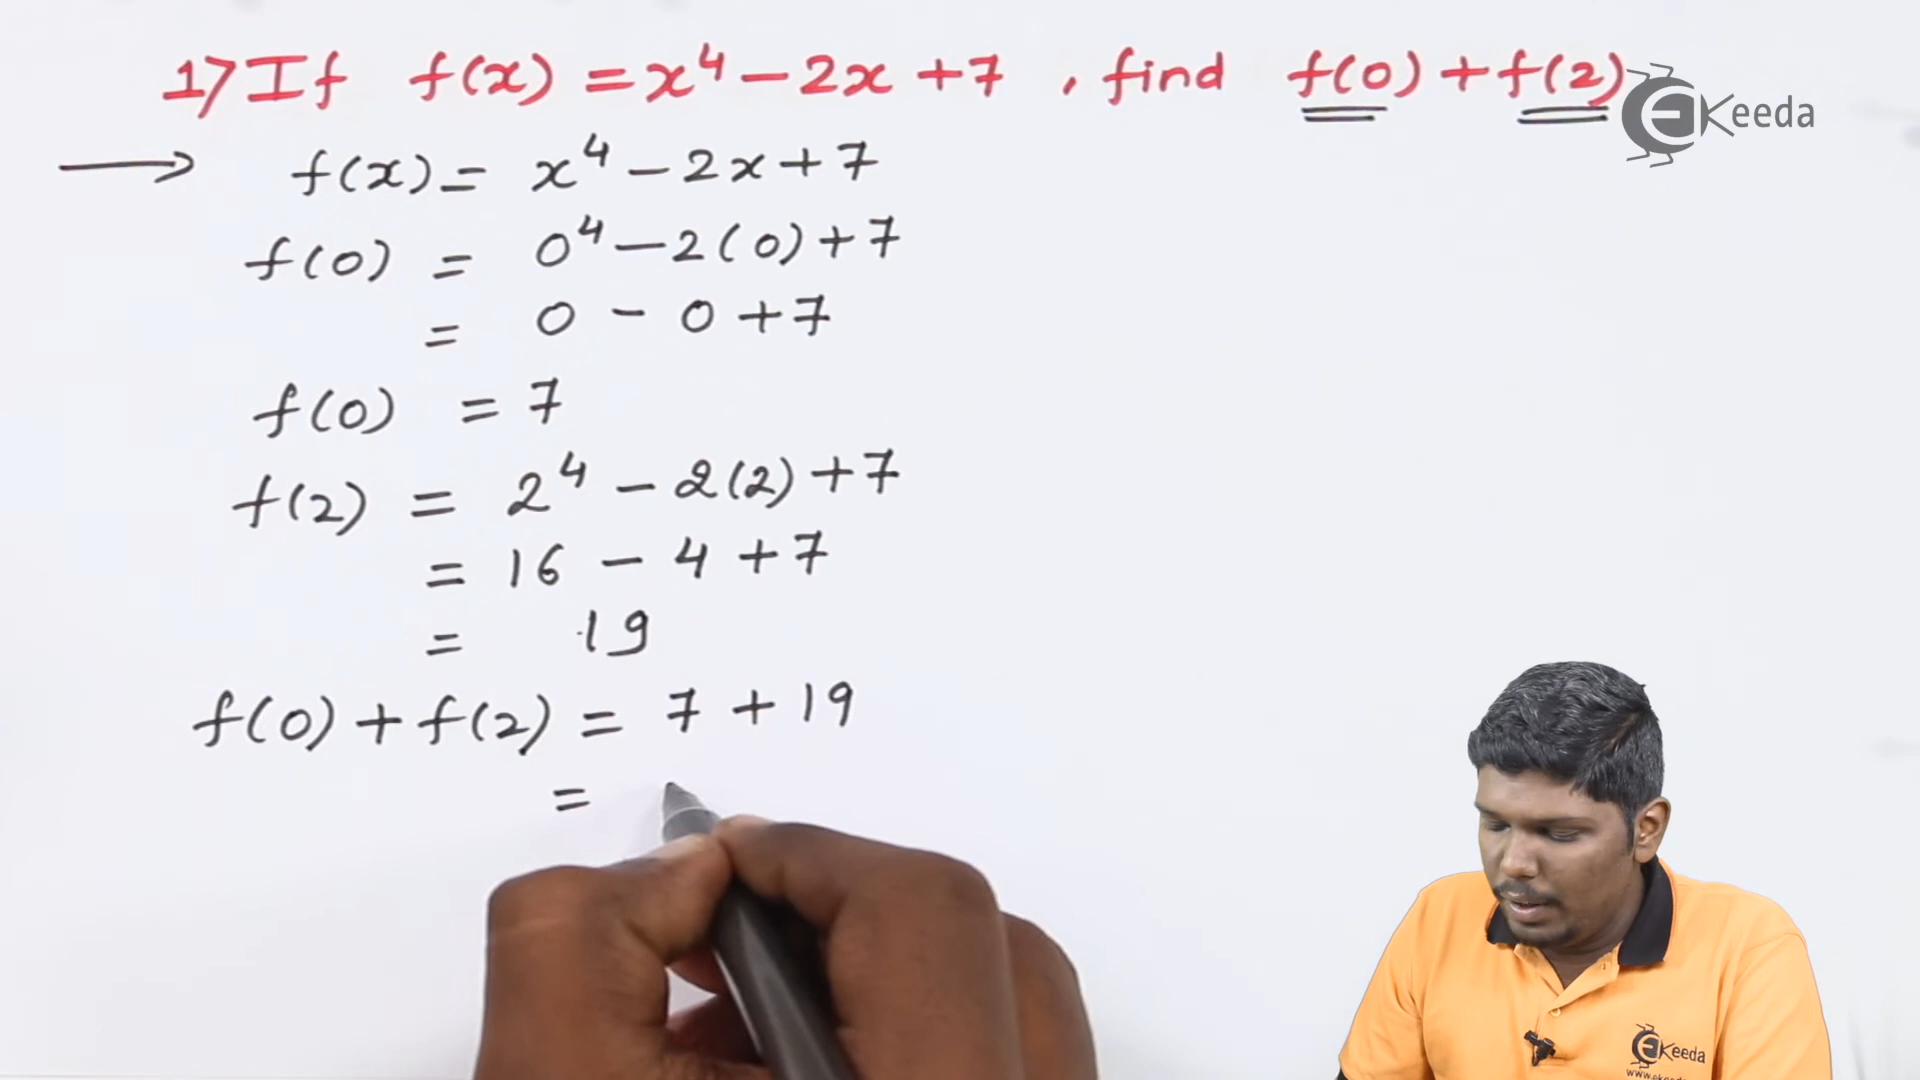 1) If f(x) = x⁴ - 2x + 7 , find f(0) + f(2)
EKeeda
→ f(x) = x⁴ - 2x + 7
f(0) = 0⁴ - 2(0) + 7
= 0 - 0 + 7
f(0) = 7
f(2) = 2⁴ - 2(2) + 7
= 16 - 4 + 7
= 19
f(0) + f(2) = 7 + 19
=
EKeeda